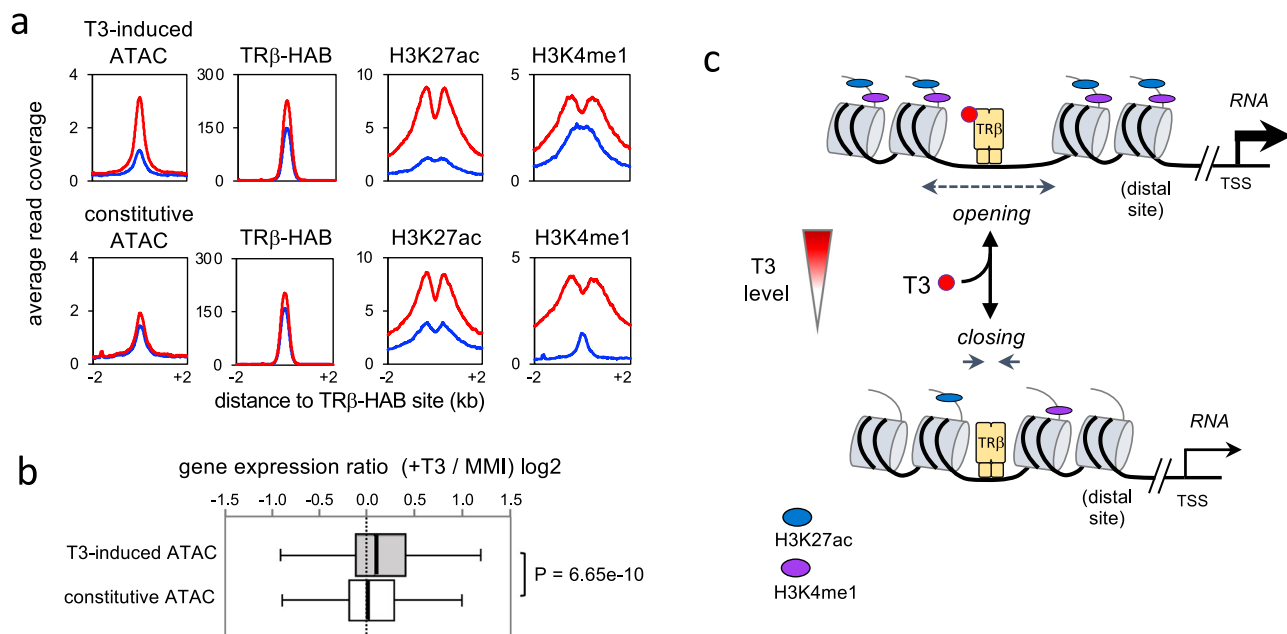 a
T3-induced
ATAC
TRβ-HAB
H3K27ac
H3K4me1
4
2
0
300
150
0
10
5
0
5
0
constitutive
ATAC
TRβ-HAB
H3K27ac
H3K4me1
4
2
0
300
150
0
10
5
0
5
0
average read coverage
-2
+2
-2
+2
-2
+2
-2
+2
distance to TRβ-HAB site (kb)
b
gene expression ratio (+T3 / MMI) log2
-1.5 -1.0 -0.5 0.0 0.5 1.0 1.5
T3-induced ATAC
constitutive ATAC
P = 6.65e-10
c
RNA
TRβ
TSS
(distal
site)
opening
T3
level
T3
closing
RNA
TRβ
TSS
(distal
site)
H3K27ac
H3K4me1